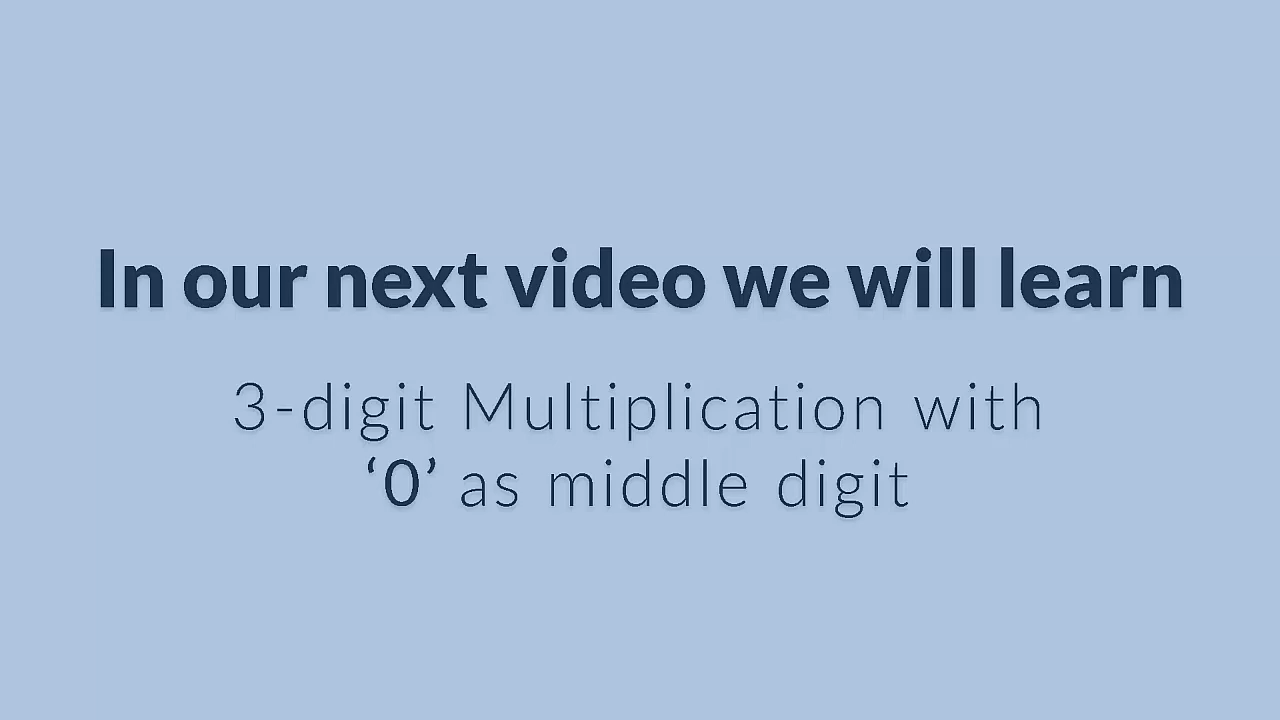 In our next video we will learn
3-digit Multiplication with
‘0’ as middle digit